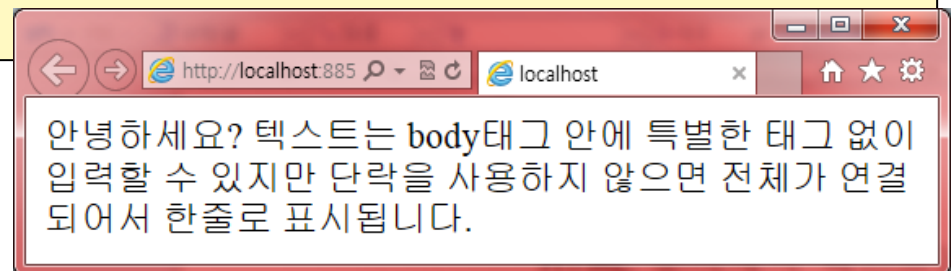 http://localhost:885
localhost
안녕하세요? 텍스트는 body태그 안에 특별한 태그 없이
입력할 수 있지만 단락을 사용하지 않으면 전체가 연결
되어서 한줄로 표시됩니다.